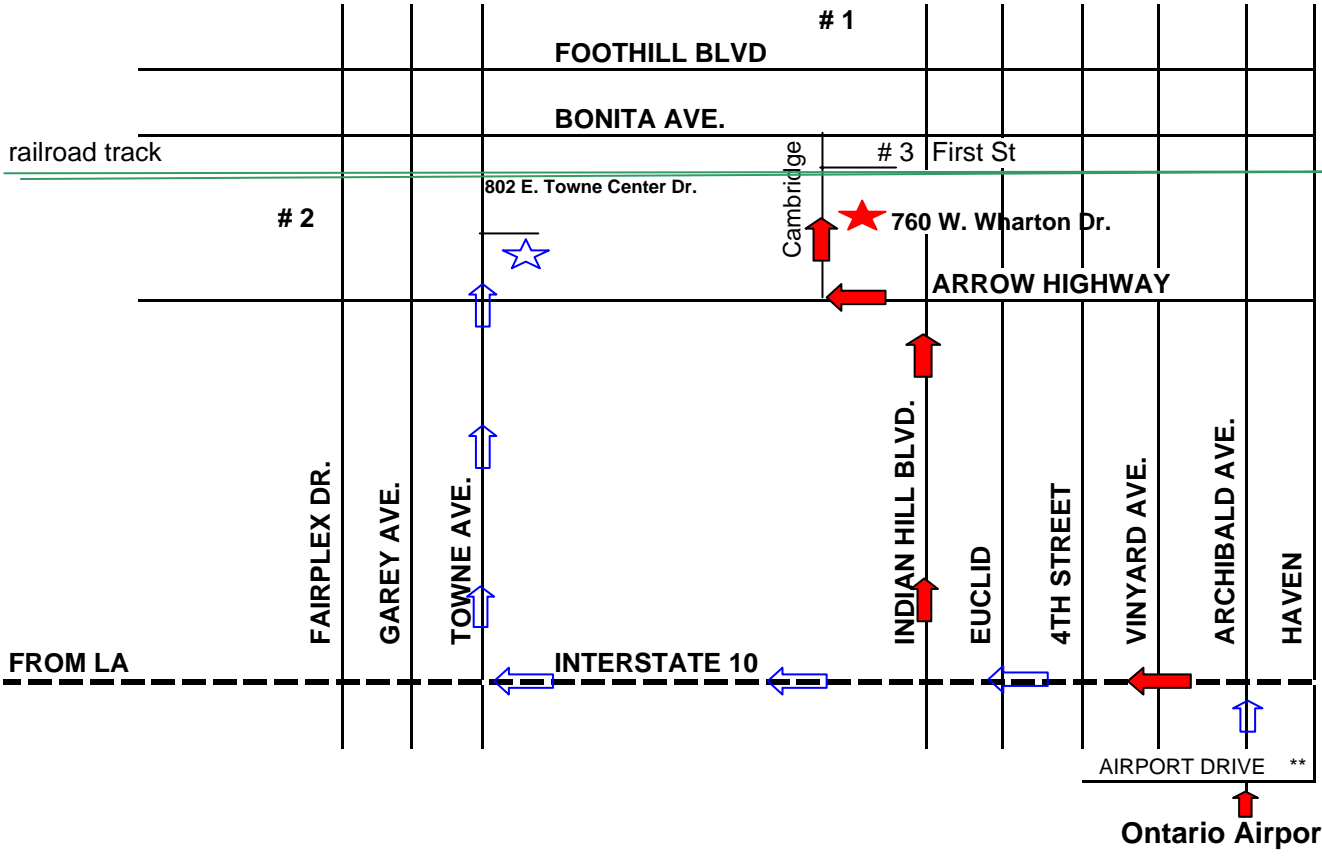 # 1
FOOTHILL BLVD
BONITA AVE.
railroad track
# 3
First St
Cambridge
802 E. Towne Center Dr.
# 2
760 W. Wharton Dr.
ARROW HIGHWAY
FAIRPLEX DR.
GAREY AVE.
TOWNE AVE.
INDIAN HILL BLVD.
EUCLID
4TH STREET
VINYARD AVE.
ARCHIBALD AVE.
HAVEN
FROM LA
INTERSTATE 10
AIRPORT DRIVE **
Ontario Airpor